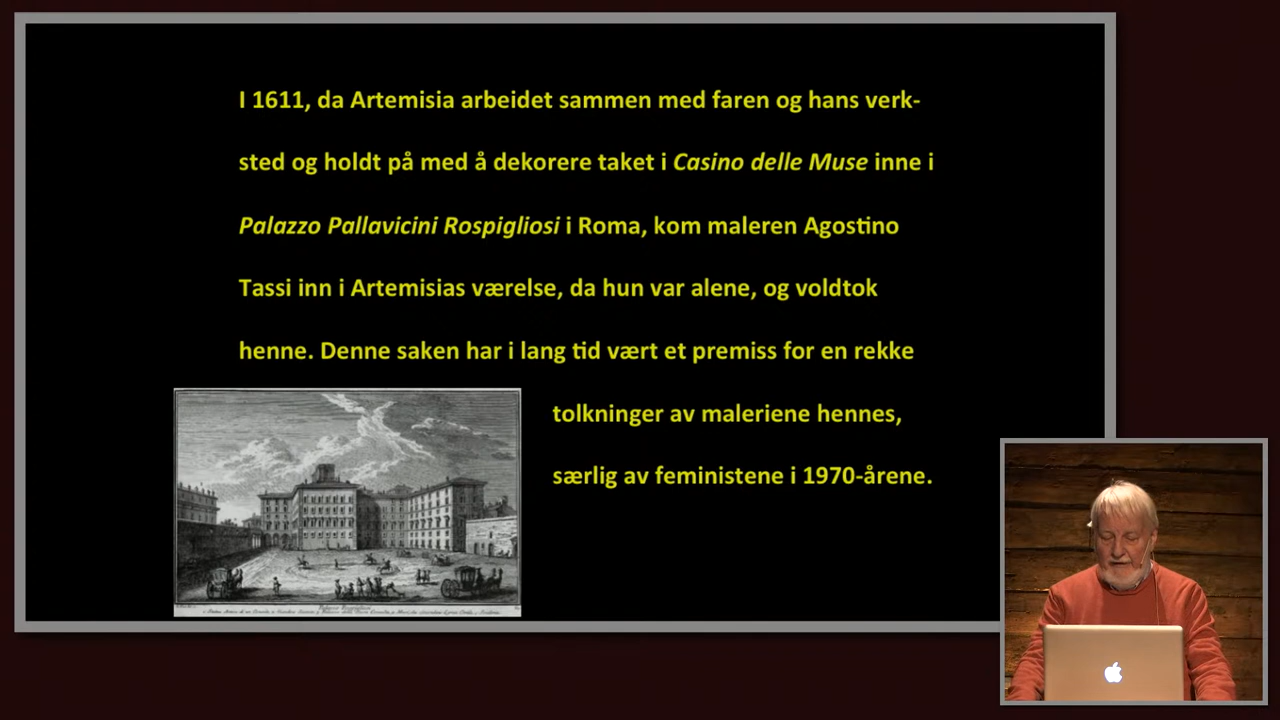 I 1611, da Artemisia arbeidet sammen med faren og hans verk-
sted og holdt på med å dekorere taket i Casino delle Muse inne i
Palazzo Pallavicini Rospigliosi i Roma, kom maleren Agostino
Tassi inn i Artemisias værelse, da hun var alene, og voldtok
henne. Denne saken har i lang tid vært et premiss for en rekke
tolkninger av maleriene hennes,
særlig av feministene i 1970-årene.